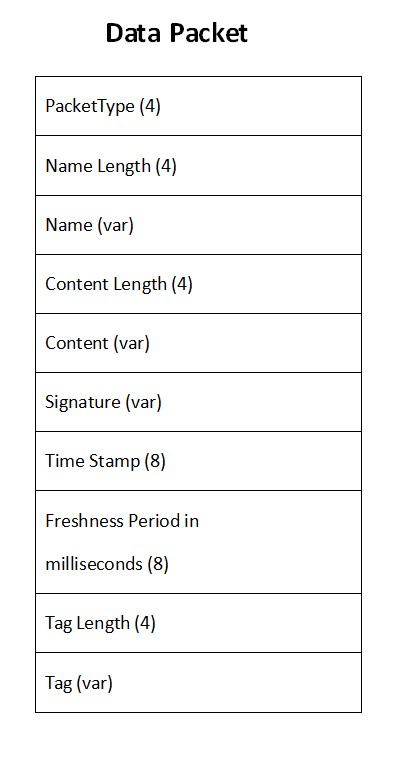 Data Packet
PacketType (4)
Name Length (4)
Name (var)
Content Length (4)
Content (var)
Signature (var)
Time Stamp (8)
Freshness Period in
milliseconds (8)
Tag Length (4)
Tag (var)